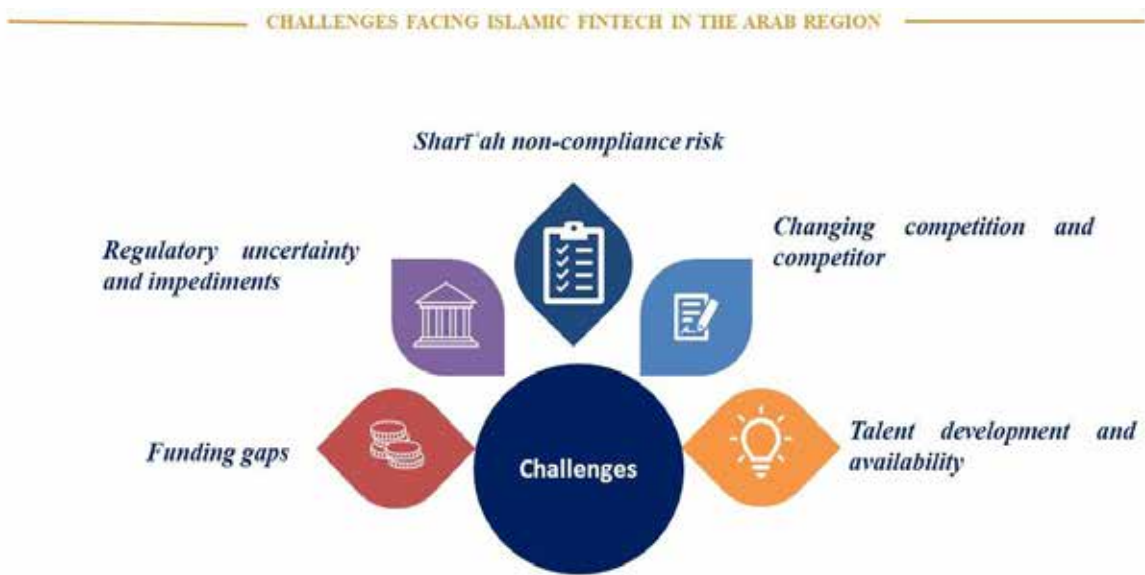 CHALLENGES FACING ISLAMIC FINTECH IN THE ARAB REGION
Sharīʿah non-compliance risk
Regulatory uncertainty
and impediments
Changing competition and
competitor
Funding gaps
Challenges
Talent development and
availability